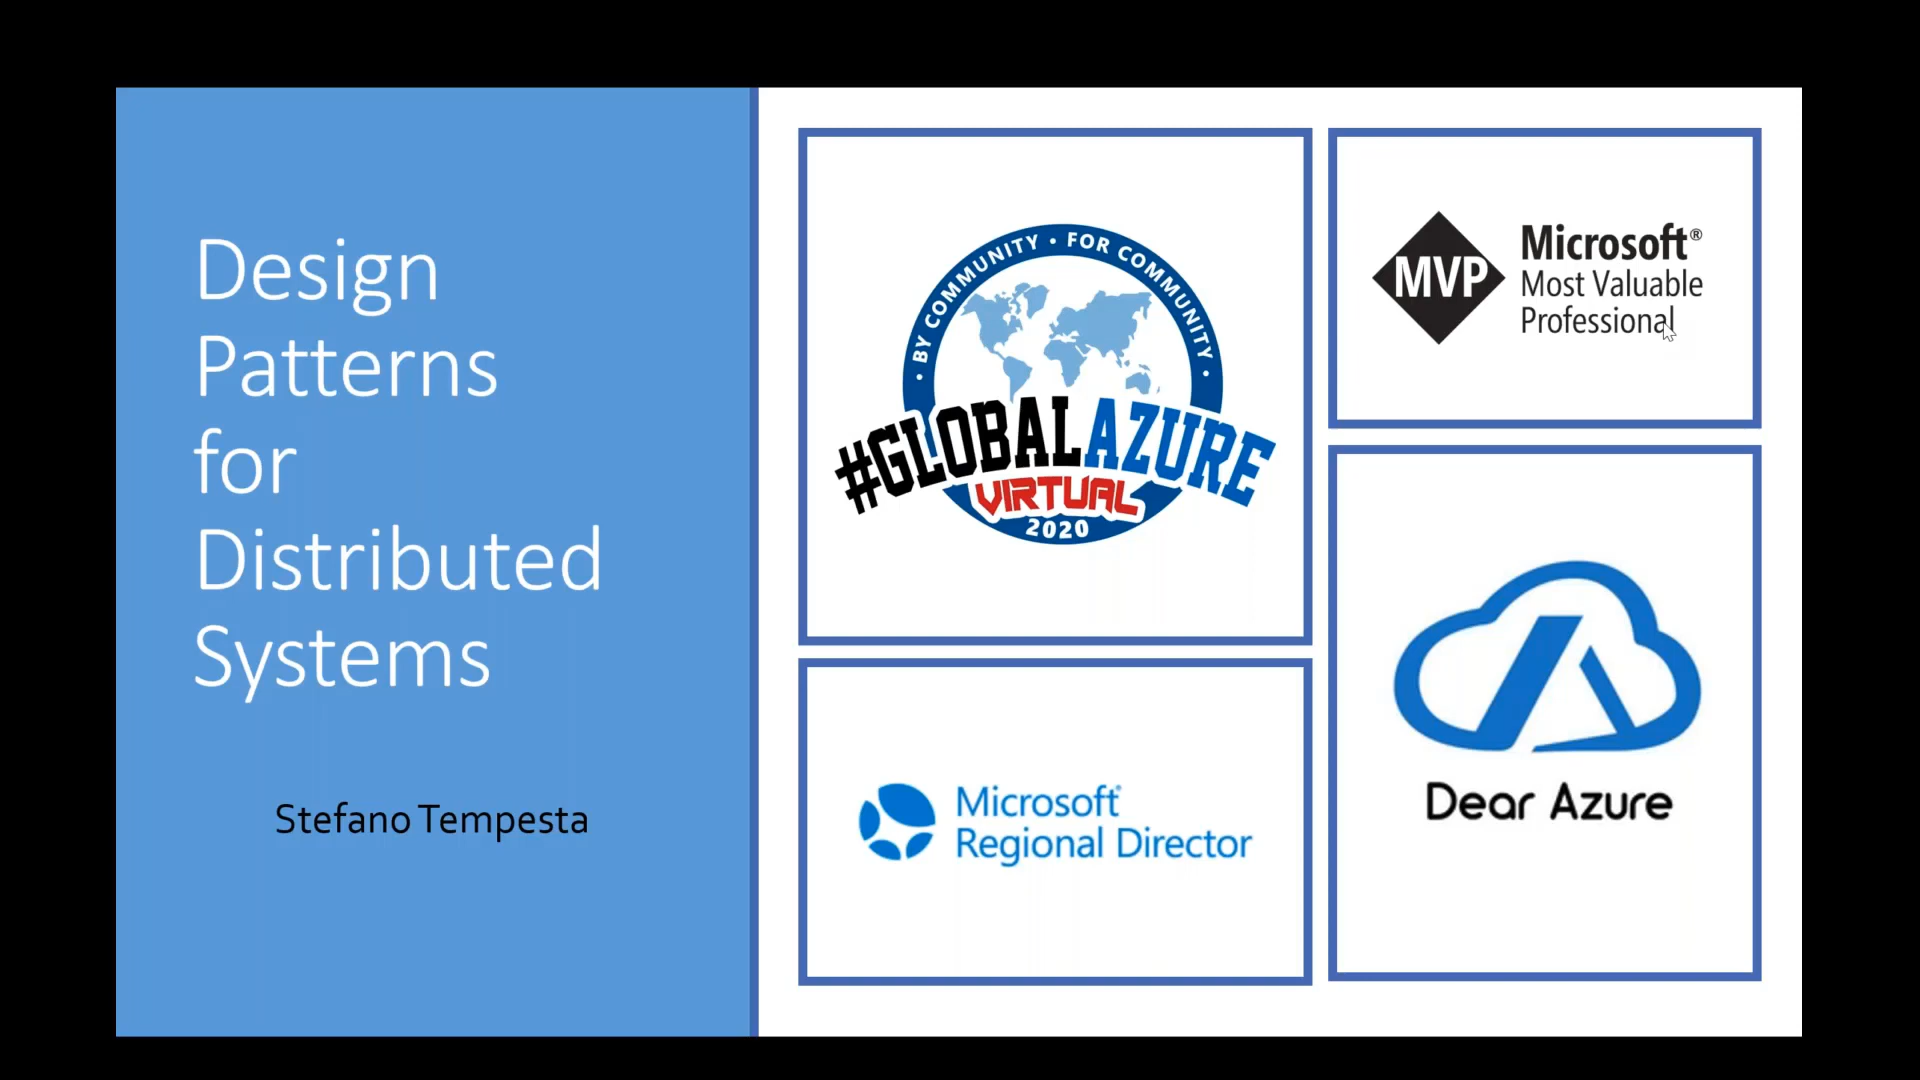 Design
Patterns
for
Distributed
Systems
Stefano Tempesta
• BY COMMUNITY • FOR COMMUNITY •
#GLOBALAZURE
VIRTUAL
2020
MVP
Microsoft®
Most Valuable
Professional
Microsoft
Regional Director
Dear Azure